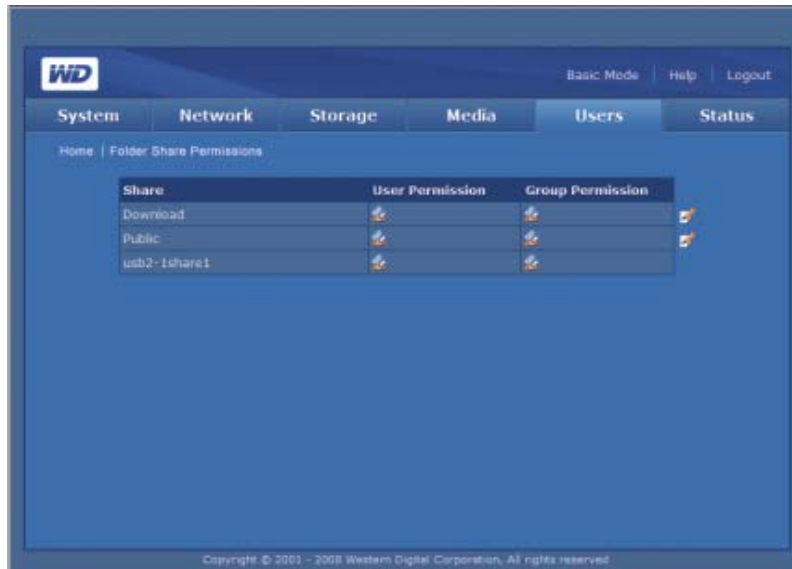 WD
Basic Mode | Help | Logout
System Network Storage Media Users Status
Home | Folder Share Permissions
Share User Permission Group Permission
Download
Public
usb2-1share1
Copyright © 2001 - 2008 Western Digital Corporation, All rights reserved